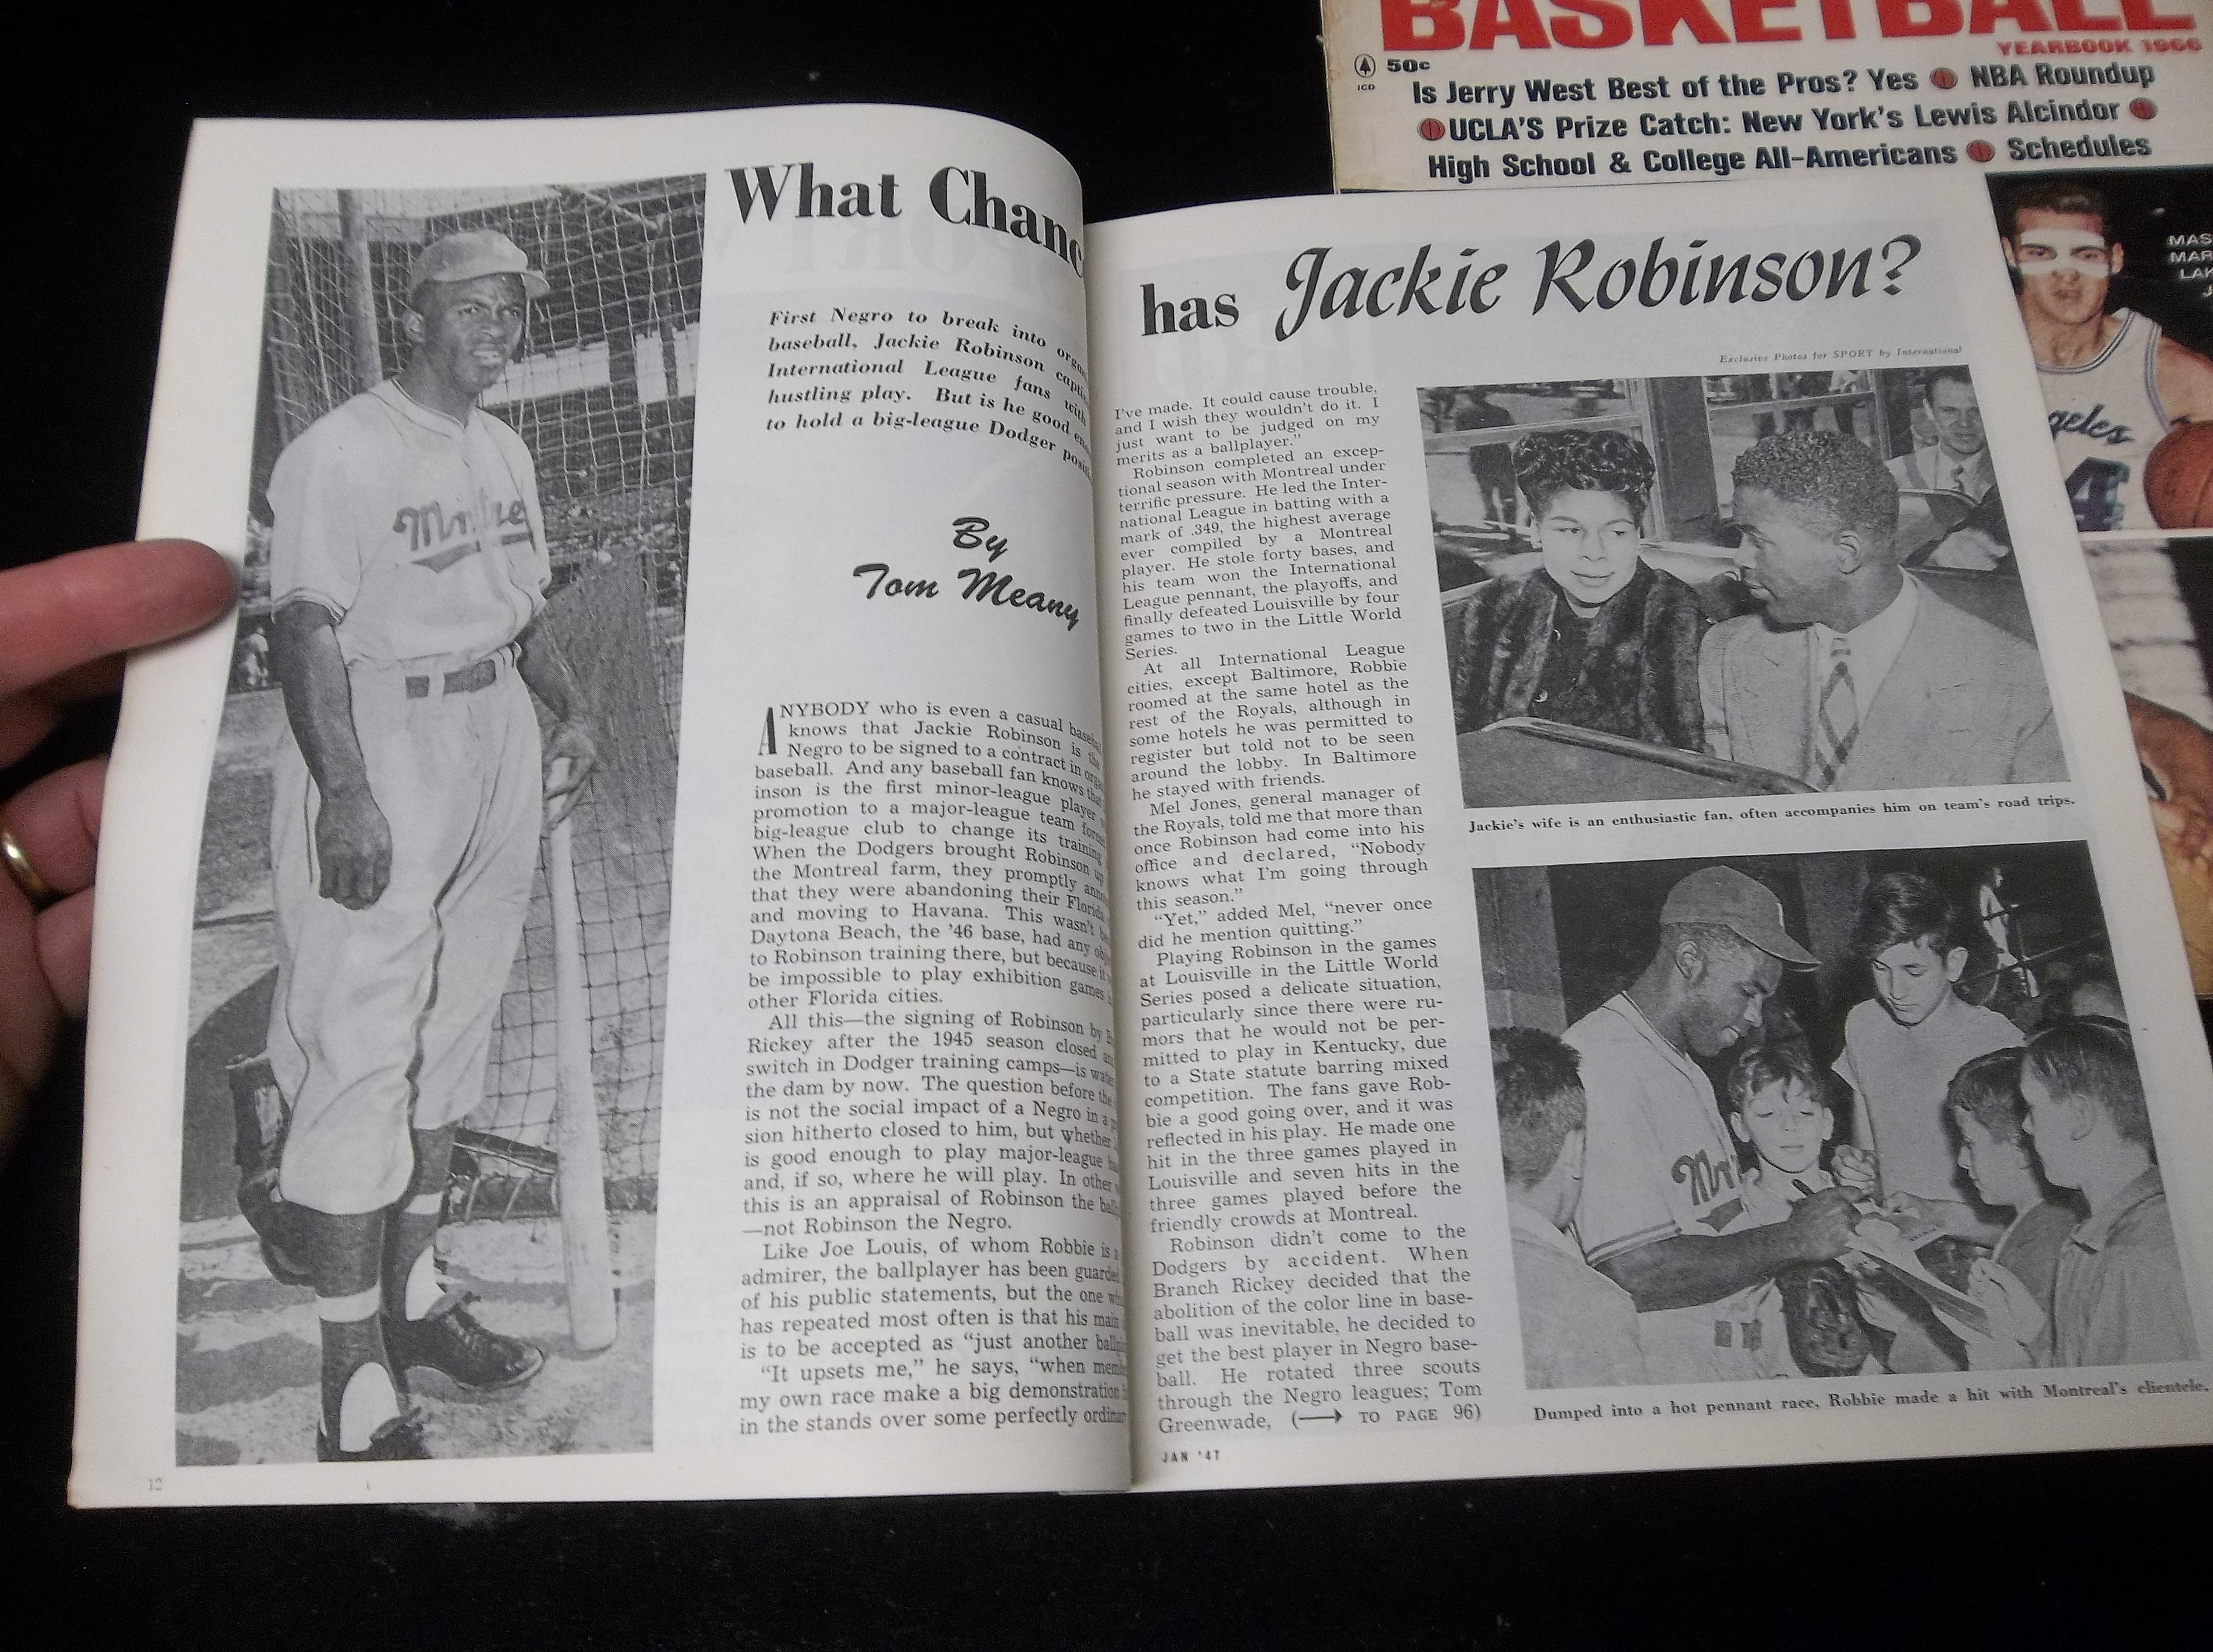 BASKETBALL
YEARBOOK 1966
50c
ICD
Is Jerry West Best of the Pros? Yes NBA Roundup
UCLA'S Prize Catch: New York's Lewis Alcindor
High School & College All-Americans Schedules
MAS
MAR
LAK
J
geles
4
What Chanc
First Negro to break into orga
baseball, Jackie Robinson capti
International League fans with
hustling play. But is he good en
to hold a big-league Dodger posi
By
Tom Meany
Montre
ANYBODY who is even a casual baseba
knows that Jackie Robinson is the
Negro to be signed to a contract in orga
baseball. And any baseball fan knows that
inson is the first minor-league player
promotion to a major-league team force
big-league club to change its training
When the Dodgers brought Robinson up
the Montreal farm, they promptly anno
that they were abandoning their Florida
and moving to Havana. This wasn't be
Daytona Beach, the '46 base, had any obj
to Robinson training there, but because it
be impossible to play exhibition games
other Florida cities.
All this—the signing of Robinson by B
Rickey after the 1945 season closed an
switch in Dodger training camps—is wate
the dam by now. The question before the
is not the social impact of a Negro in a p
sion hitherto closed to him, but whether
is good enough to play major-league
and, if so, where he will play. In other
this is an appraisal of Robinson the ball
—not Robinson the Negro.
Like Joe Louis, of whom Robbie is a
admirer, the ballplayer has been guarde
of his public statements, but the one w
has repeated most often is that his main
is to be accepted as "just another ballp
"It upsets me," he says, "when memb
my own race make a big demonstration
in the stands over some perfectly ordinar
12
has Jackie Robinson?
Exclusive Photos for SPORT by International
I've made. It could cause trouble,
and I wish they wouldn't do it. I
just want to be judged on my
merits as a ballplayer."
Robinson completed an excep-
tional season with Montreal under
terrific pressure. He led the Inter-
national League in batting with a
mark of .349, the highest average
ever compiled by a Montreal
player. He stole forty bases, and
his team won the International
League pennant, the playoffs, and
finally defeated Louisville by four
games to two in the Little World
Series.
At all International League
cities, except Baltimore, Robbie
roomed at the same hotel as the
rest of the Royals, although in
some hotels he was permitted to
register but told not to be seen
around the lobby. In Baltimore
he stayed with friends.
Mel Jones, general manager of
the Royals, told me that more than
once Robinson had come into his
office and declared, "Nobody
knows what I'm going through
this season."
"Yet," added Mel, "never once
did he mention quitting."
Playing Robinson in the games
at Louisville in the Little World
Series posed a delicate situation,
particularly since there were ru-
mors that he would not be per-
mitted to play in Kentucky, due
to a State statute barring mixed
competition. The fans gave Rob-
bie a good going over, and it was
reflected in his play. He made one
hit in the three games played in
Louisville and seven hits in the
three games played before the
friendly crowds at Montreal.
Robinson didn't come to the
Dodgers by accident. When
Branch Rickey decided that the
abolition of the color line in base-
ball was inevitable, he decided to
get the best player in Negro base-
ball. He rotated three scouts
through the Negro leagues; Tom
Greenwade, (→ TO PAGE 96)
JAN '47
Jackie's wife is an enthusiastic fan, often accompanies him on team's road trips.
Mon
Dumped into a hot pennant race, Robbie made a hit with Montreal's clientele.